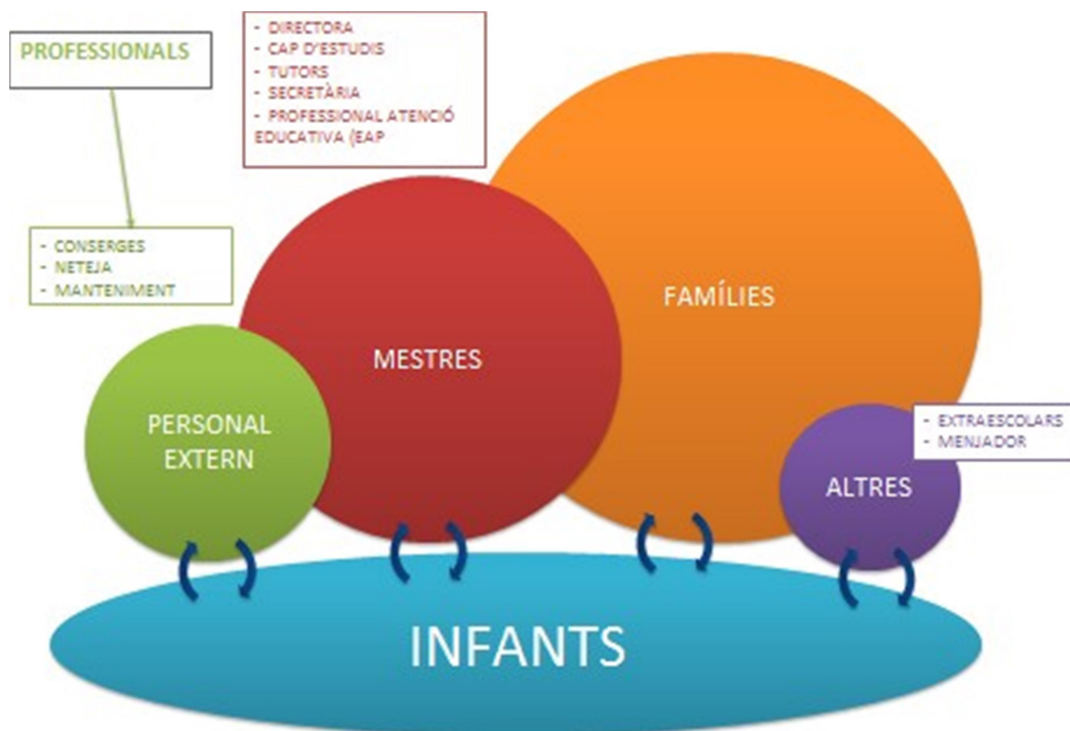 PROFESSIONALS
- DIRECTORA
- CAP D'ESTUDIS
- TUTORS
- SECRETÀRIA
- PROFESSIONAL ATENCIÓ
EDUCATIVA (EAP
- CONSERGES
- NETEJA
- MANTENIMENT
FAMÍLIES
MESTRES
PERSONAL
EXTERN
- EXTRAESCOLARS
- MENJADOR
ALTRES
INFANTS